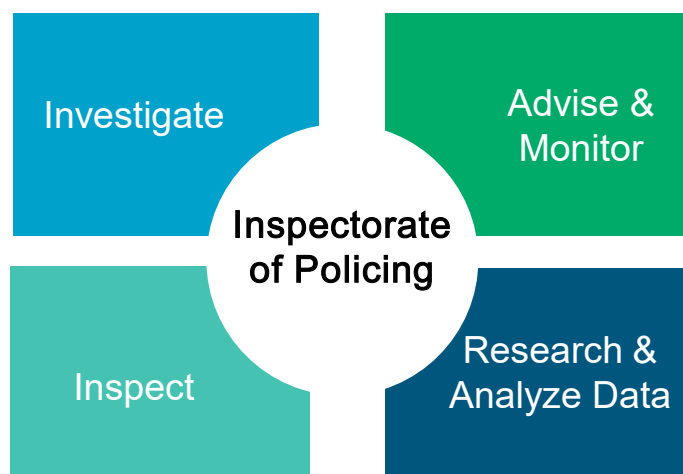 Investigate
Advise &
Monitor
Inspectorate
of Policing
Inspect
Research &
Analyze Data